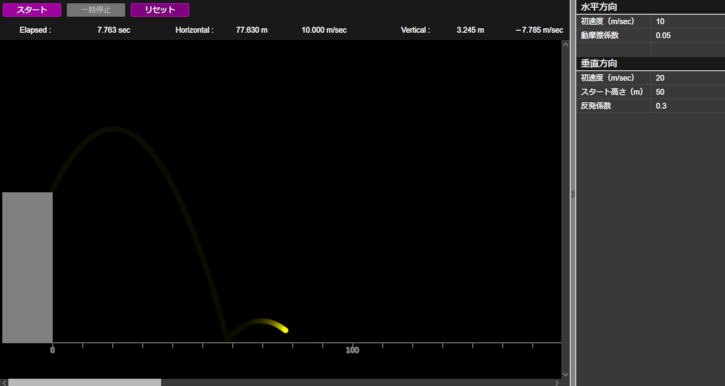 スタート 一時停止 リセット
Elapsed : 7.763 sec Horizontal : 77.630 m 10.000 m/sec Vertical : 3.245 m －7.785 m/sec
0 100
水平方向
初速度（m/sec） 10
動摩擦係数 0.05
垂直方向
初速度（m/sec） 20
スタート高さ（m） 50
反発係数 0.3